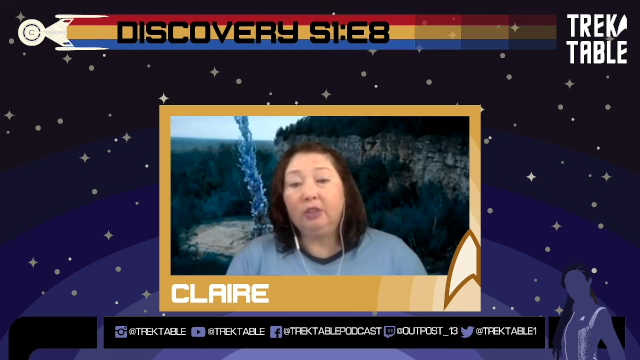 DISCOVERY S1:E8
TREK
TABLE
CLAIRE
@TREKTABLE @TREKTABLE @TREKTABLEPODCAST @OUTPOST_13 @TREKTABLE1